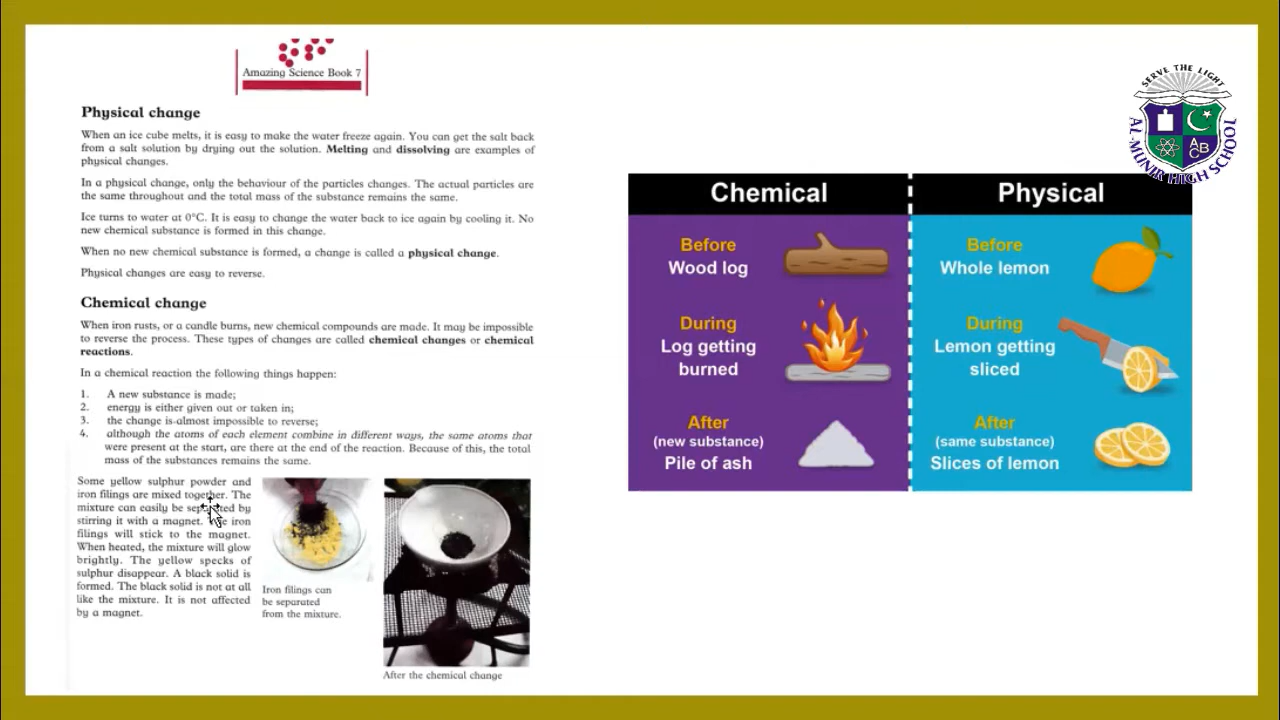 Amazing Science Book 7
Physical change
When an ice cube melts, it is easy to make the water freeze again. You can get the salt back
from a salt solution by drying out the solution. Melting and dissolving are examples of
physical changes.
In a physical change, only the behaviour of the particles changes. The actual particles are
the same throughout and the total mass of the substance remains the same.
Ice turns to water at 0°C. It is easy to change the water back to ice again by cooling it. No
new chemical substance is formed in this change.
When no new chemical substance is formed, a change is called a physical change.
Physical changes are easy to reverse.
Chemical change
When iron rusts, or a candle burns, new chemical compounds are made. It may be impossible
to reverse the process. These types of changes are called chemical changes or chemical
reactions.
In a chemical reaction the following things happen:
1. A new substance is made;
2. energy is either given out or taken in;
3. the change is almost impossible to reverse;
4. although the atoms of each element combine in different ways, the same atoms that
were present at the start, are there at the end of the reaction. Because of this, the total
mass of the substances remains the same.
Some yellow sulphur powder and
iron filings are mixed together. The
mixture can easily be separated by
stirring it with a magnet. The iron
filings will stick to the magnet.
When heated, the mixture will glow
brightly. The yellow specks of
sulphur disappear. A black solid is
formed. The black solid is not at all
like the mixture. It is not affected
by a magnet.
Iron filings can
be separated
from the mixture.
After the chemical change
Chemical
Before
Wood log
During
Log getting
burned
After
(new substance)
Pile of ash
Physical
Before
Whole lemon
During
Lemon getting
sliced
After
(same substance)
Slices of lemon
SERVE THE LIGHT
AL-MUNIR HIGH SCHOOL
A B
C